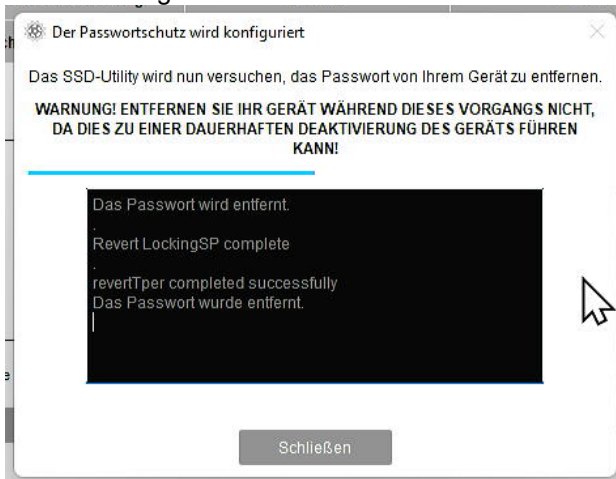 Der Passwortschutz wird konfiguriert
Das SSD-Utility wird nun versuchen, das Passwort von Ihrem Gerät zu entfernen.
WARNUNG! ENTFERNEN SIE IHR GERÄT WÄHREND DIESES VORGANGS NICHT,
DA DIES ZU EINER DAUERHAFTEN DEAKTIVIERUNG DES GERÄTS FÜHREN
KANN!
Das Passwort wird entfernt.
.
Revert LockingSP complete
.
revertTper completed successfully
Das Passwort wurde entfernt.
Schließen